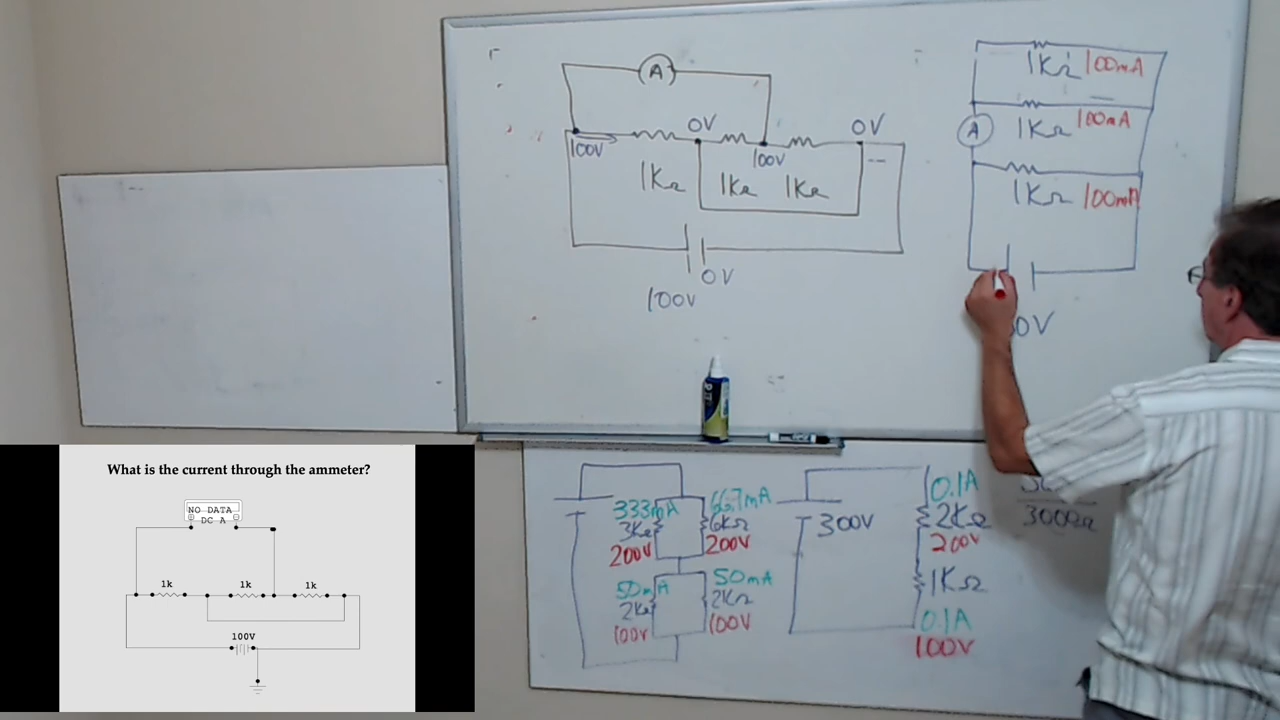 A
100V
0V
100V
0V
1KΩ
1KΩ
1KΩ
0V
100V
1KΩ 100mA
A
1KΩ 100mA
1KΩ 100mA
0V
What is the current through the ammeter?
NO DATA
DC A
1k
1k
1k
100V
333mA
3KΩ
200V
66.7mA
6KΩ
200V
50mA
2KΩ
100V
50mA
2KΩ
100V
300V
0.1A
2KΩ
200V
1KΩ
0.1A
100V
3000Ω